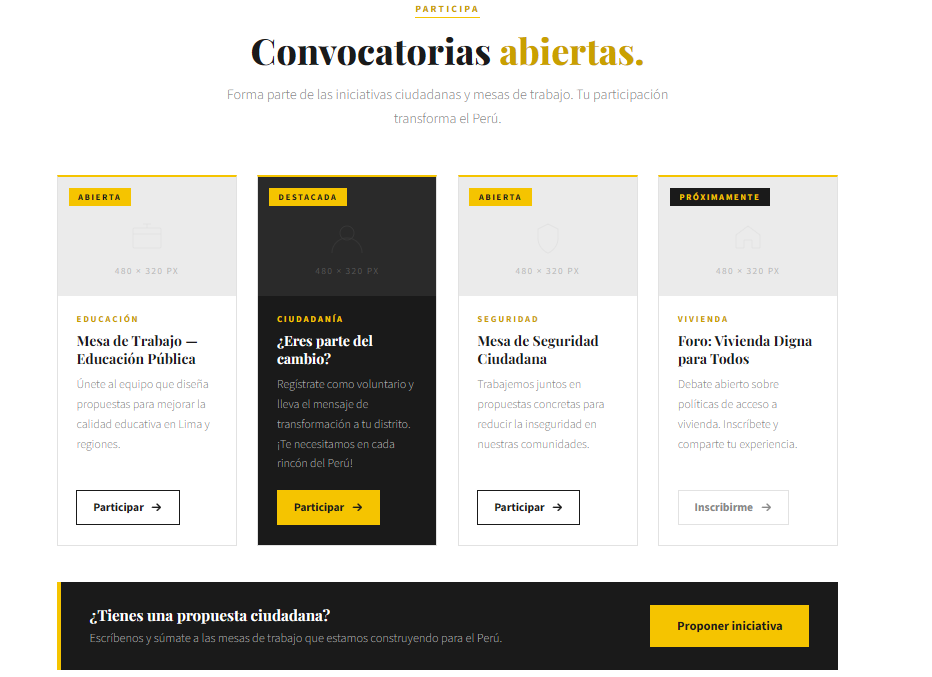 PARTICIPA
Convocatorias abiertas.
Forma parte de las iniciativas ciudadanas y mesas de trabajo. Tu participación
transforma el Perú.
ABIERTA
480 × 320 PX
EDUCACIÓN
Mesa de Trabajo —
Educación Pública
Únete al equipo que diseña
propuestas para mejorar la
calidad educativa en Lima y
regiones.
Participar →
DESTACADA
480 × 320 PX
CIUDADANÍA
¿Eres parte del
cambio?
Regístrate como voluntario y
lleva el mensaje de
transformación a tu distrito.
¡Te necesitamos en cada
rincón del Perú!
Participar →
ABIERTA
480 × 320 PX
SEGURIDAD
Mesa de Seguridad
Ciudadana
Trabajemos juntos en
propuestas concretas para
reducir la inseguridad en
nuestras comunidades.
Participar →
PRÓXIMAMENTE
480 × 320 PX
VIVIENDA
Foro: Vivienda Digna
para Todos
Debate abierto sobre
políticas de acceso a
vivienda. Inscríbete y
comparte tu experiencia.
Inscribirme →
¿Tienes una propuesta ciudadana?
Escríbenos y súmate a las mesas de trabajo que estamos construyendo para el Perú.
Proponer iniciativa